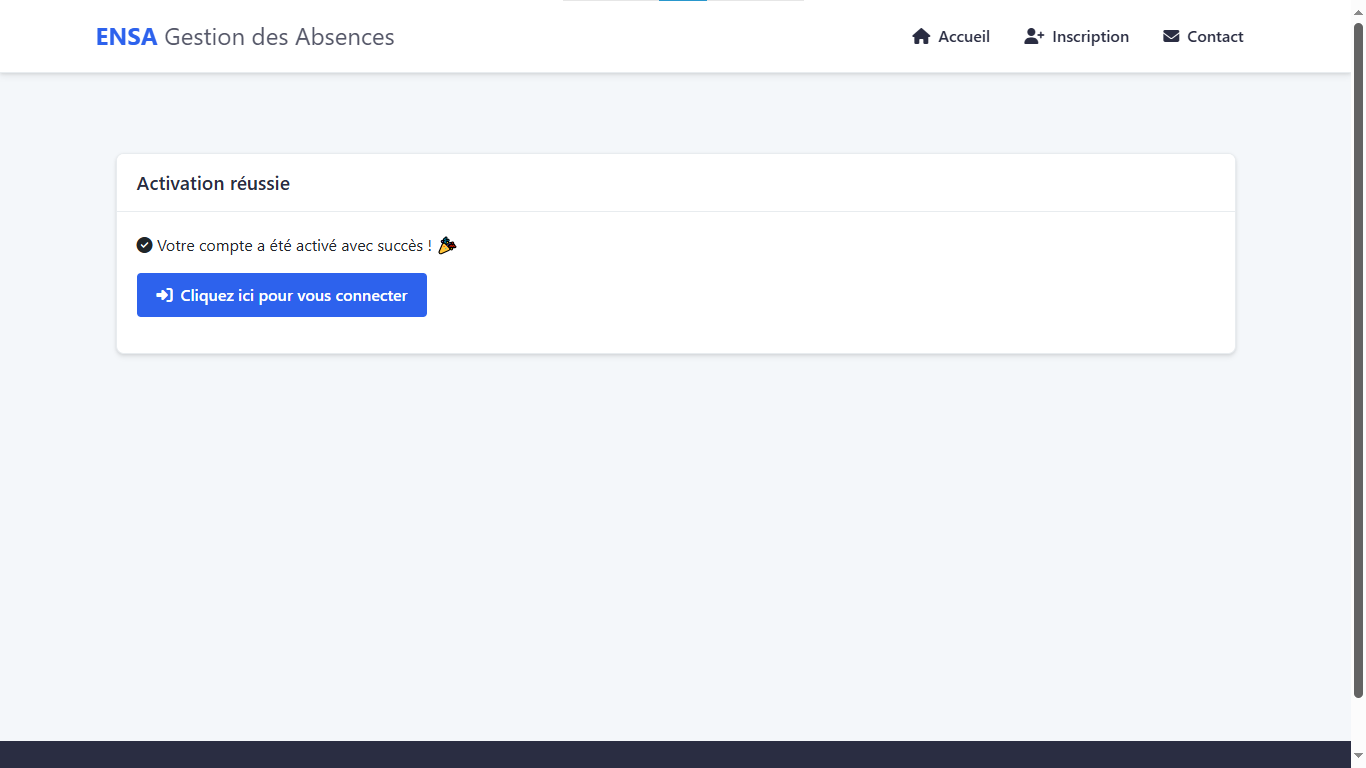 ENSA Gestion des Absences
Accueil
Inscription
Contact
Activation réussie
Votre compte a été activé avec succès ! 🎉
Cliquez ici pour vous connecter